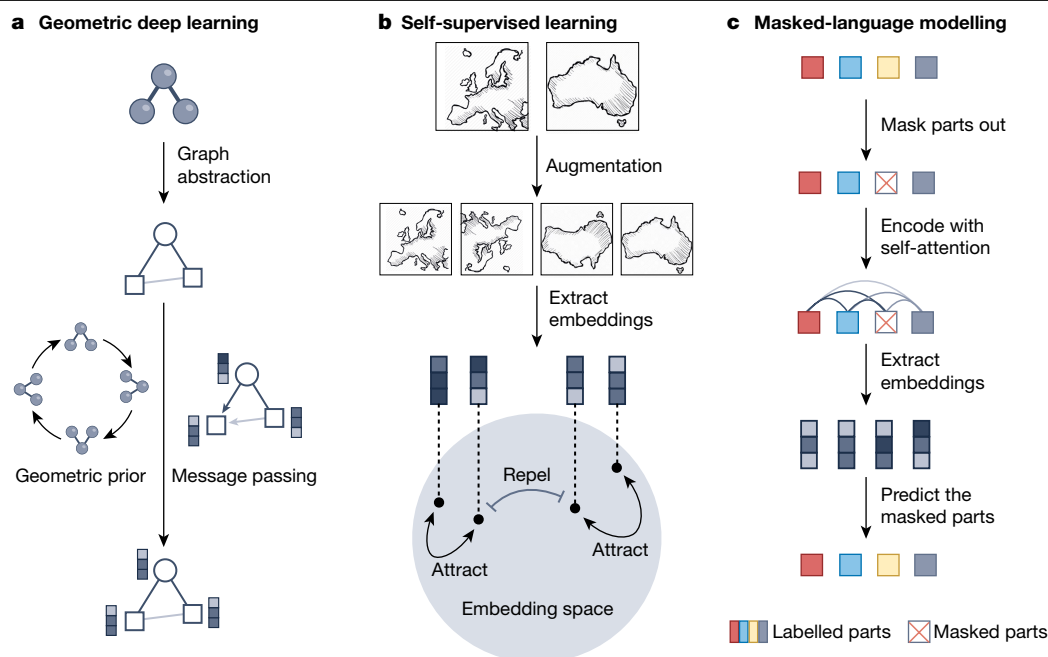 a Geometric deep learning
Graph
abstraction
Geometric prior
Message passing
b Self-supervised learning
Augmentation
Extract
embeddings
Repel
Attract
Attract
Embedding space
c Masked-language modelling
Mask parts out
Encode with
self-attention
Extract
embeddings
Predict the
masked parts
Labelled parts
Masked parts